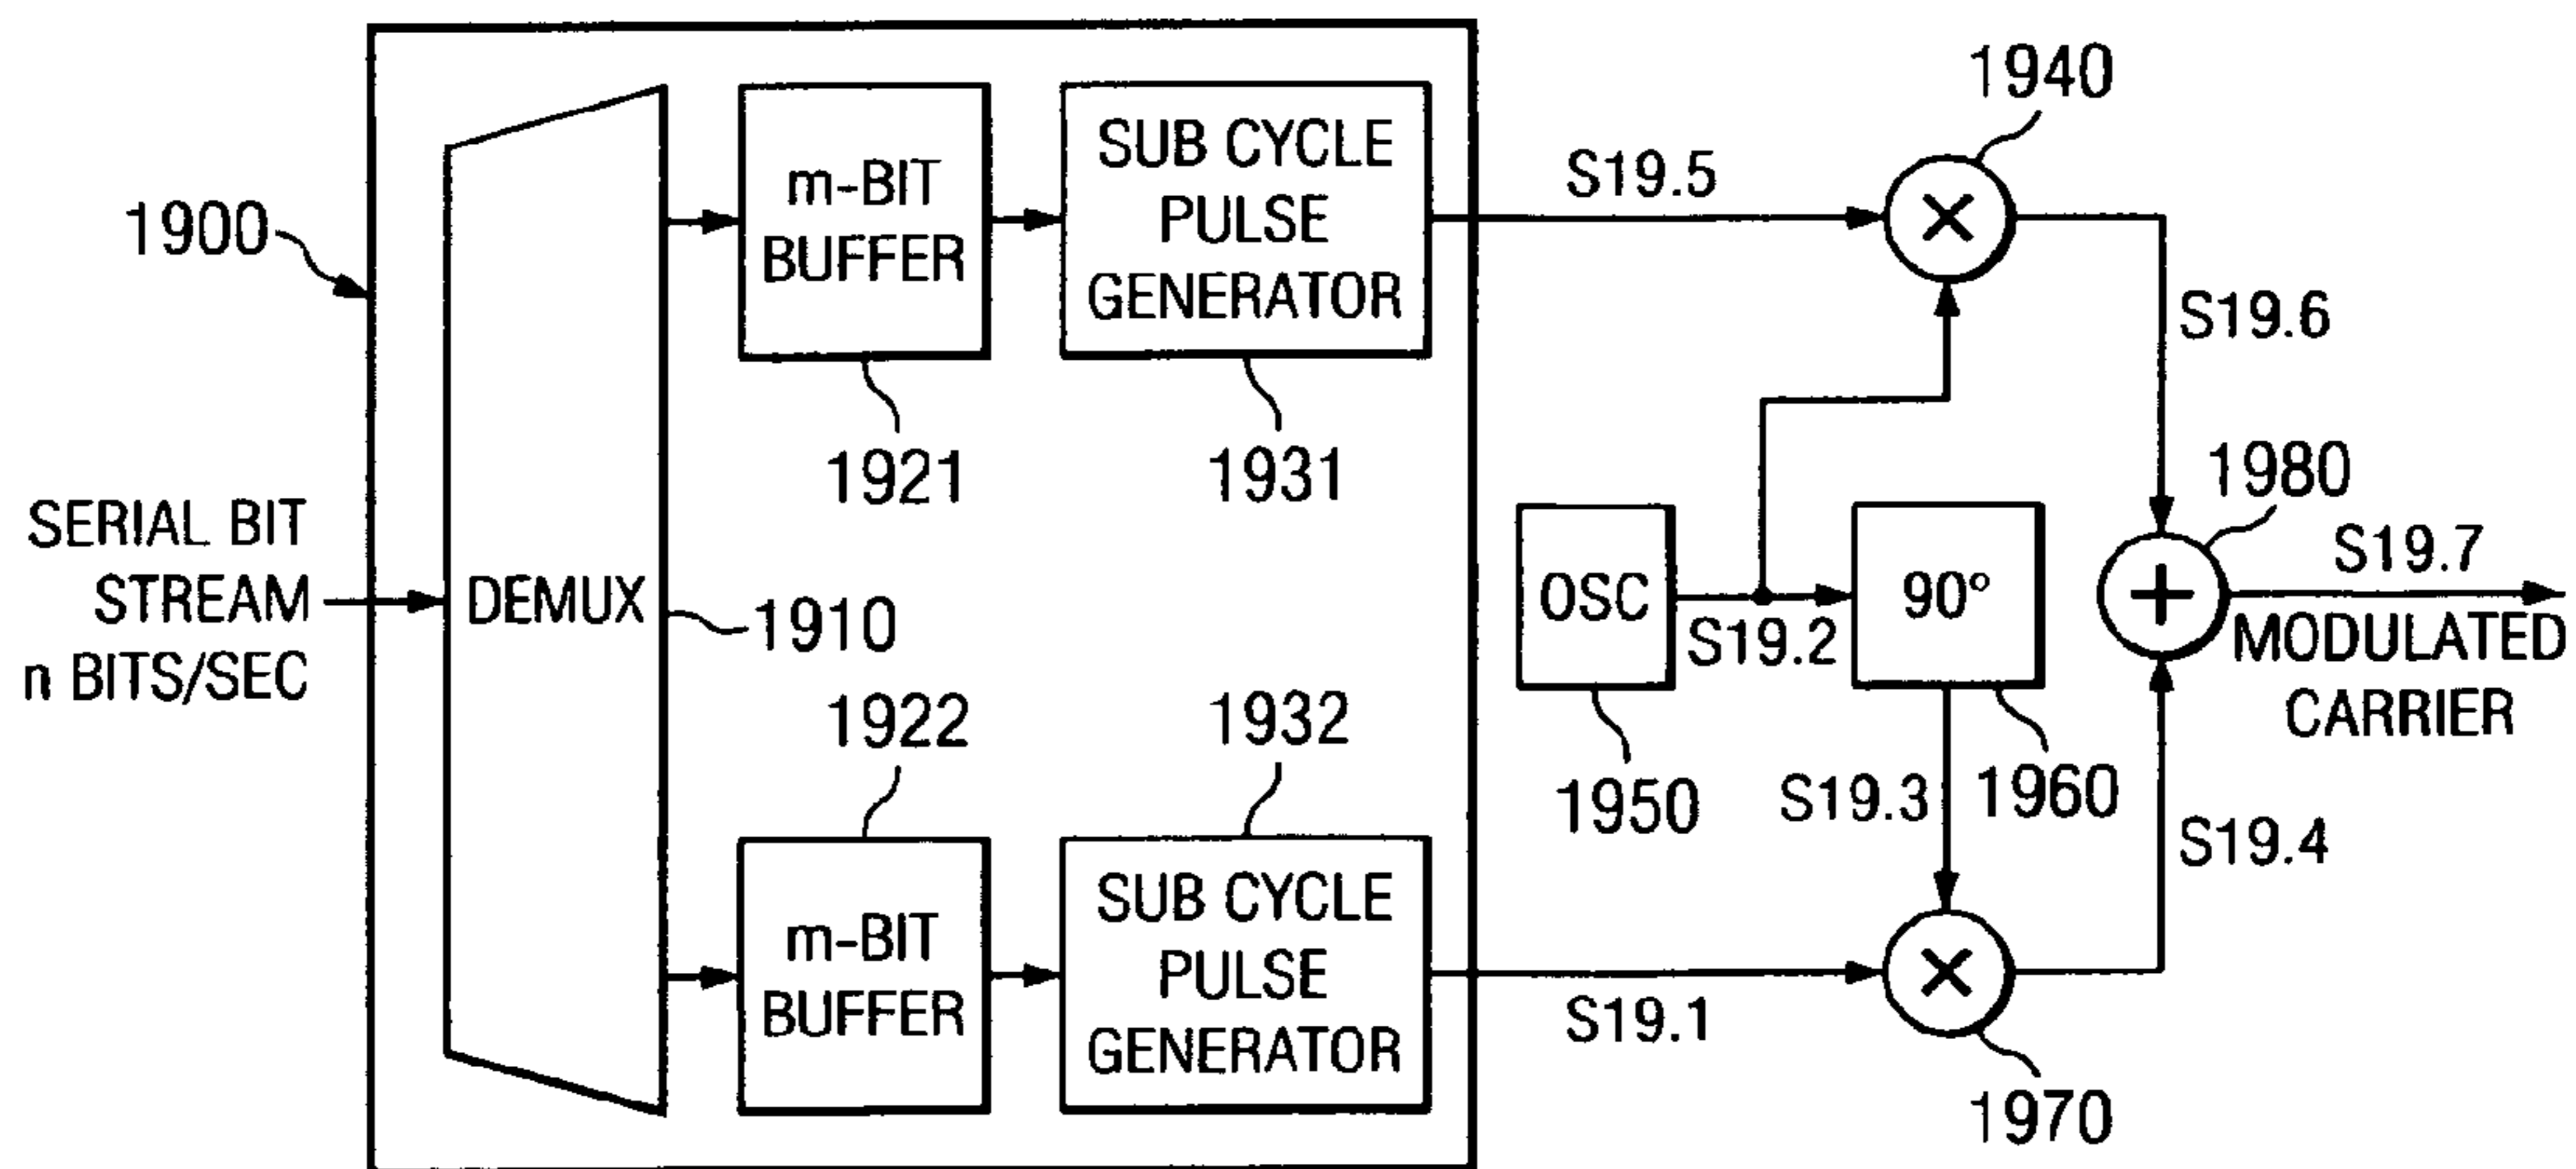 1900
SERIAL BIT
STREAM
n BITS/SEC
DEMUX
1910
m-BIT
BUFFER
1921
SUB CYCLE
PULSE
GENERATOR
1931
1922
m-BIT
BUFFER
1932
SUB CYCLE
PULSE
GENERATOR
S19.5
1940
S19.6
OSC
1950
S19.2
90°
1960
S19.3
S19.1
×
×
1970
S19.4
+
1980
S19.7
MODULATED
CARRIER